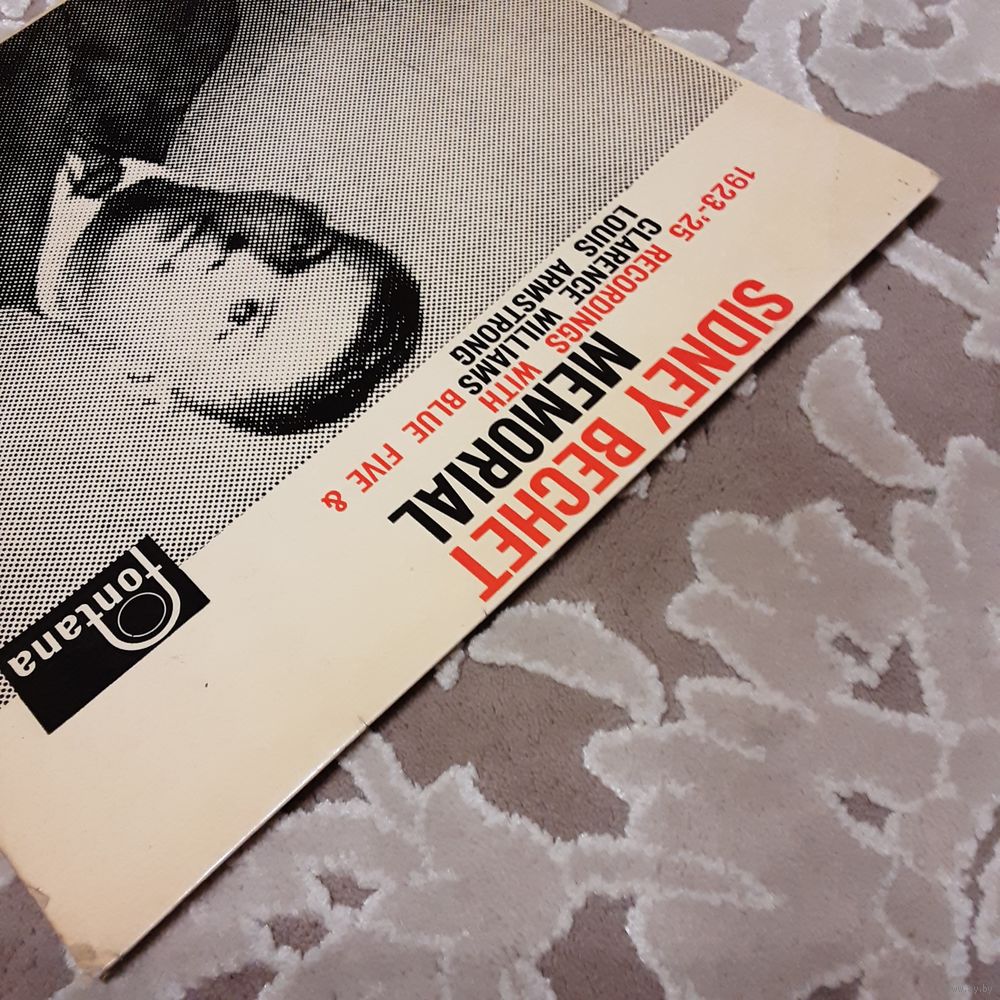 SIDNEY BECHET
MEMORIAL
1923-'25 RECORDINGS WITH BLUE FIVE &
CLARENCE WILLIAMS
LOUIS ARMSTRONG
fontana